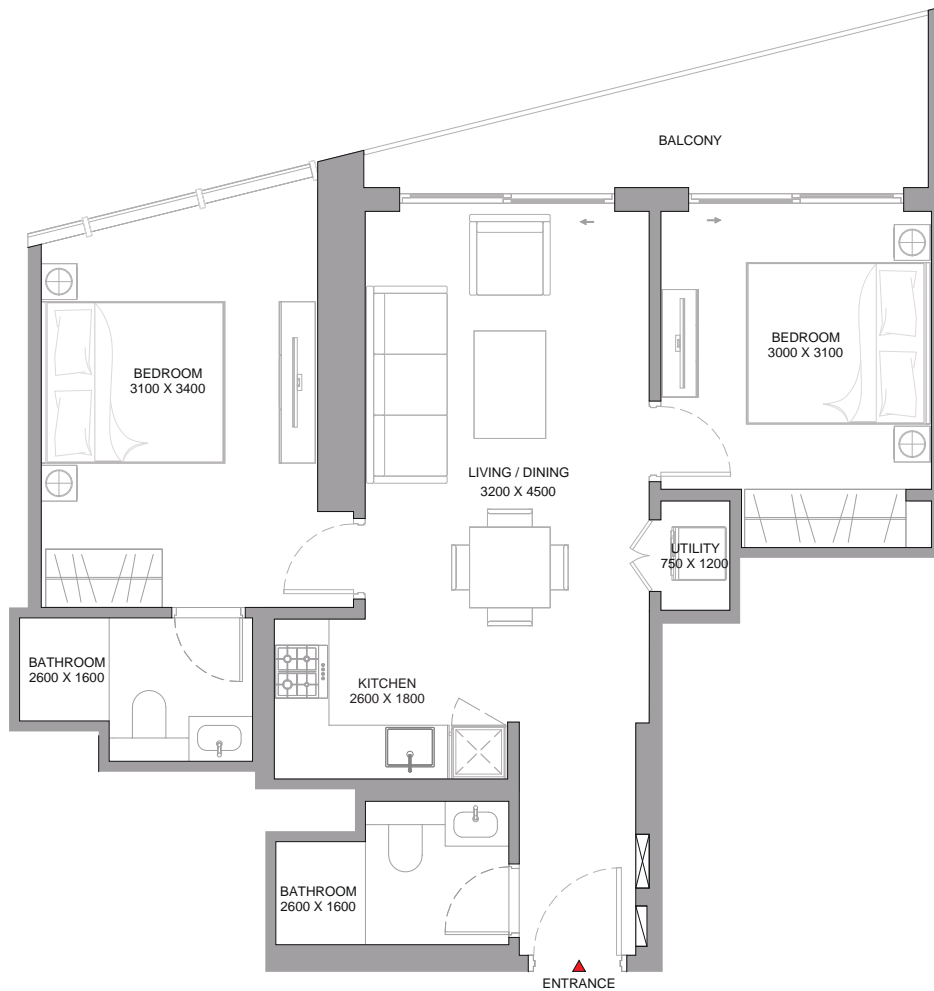 BALCONY
BEDROOM
3000 X 3100
BEDROOM
3100 X 3400
LIVING / DINING
3200 X 4500
UTILITY
750 X 1200
BATHROOM
2600 X 1600
KITCHEN
2600 X 1800
BATHROOM
2600 X 1600
ENTRANCE